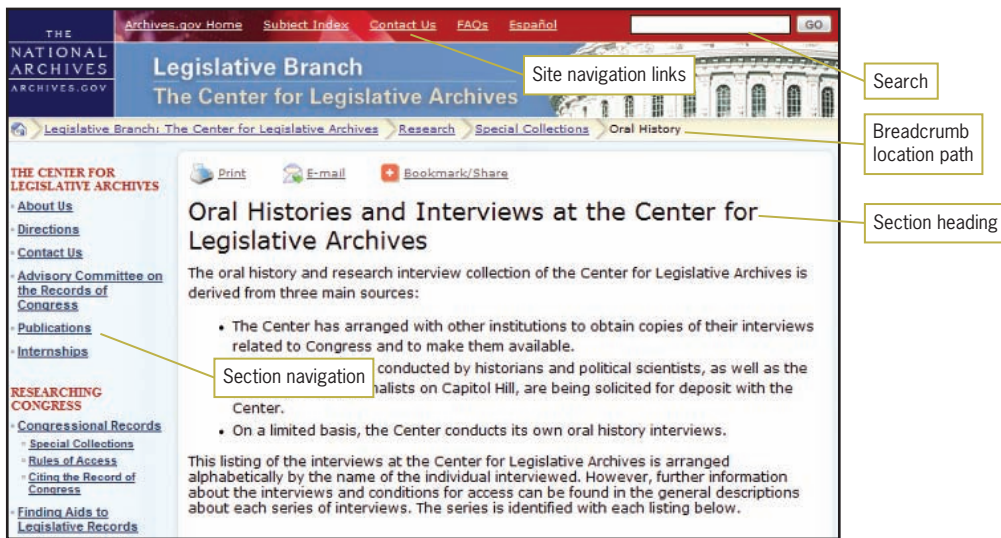 THE
NATIONAL
ARCHIVES
ARCHIVES.GOV
Archives.gov Home Subject Index Contact Us FAQs Español GO
Legislative Branch
The Center for Legislative Archives
Site navigation links
Search
Legislative Branch: The Center for Legislative Archives Research Special Collections Oral History
Breadcrumb
location path
THE CENTER FOR
LEGISLATIVE ARCHIVES
About Us
Directions
Contact Us
Advisory Committee on
the Records of
Congress
Publications
Internships
Section navigation
RESEARCHING
CONGRESS
Congressional Records
Special Collections
Rules of Access
Citing the Record of
Congress
Finding Aids to
Legislative Records
Print E-mail Bookmark/Share
Oral Histories and Interviews at the Center for
Legislative Archives
Section heading
The oral history and research interview collection of the Center for Legislative Archives is
derived from three main sources:
• The Center has arranged with other institutions to obtain copies of their interviews
related to Congress and to make them available.
conducted by historians and political scientists, as well as the
nalists on Capitol Hill, are being solicited for deposit with the
Center.
• On a limited basis, the Center conducts its own oral history interviews.
This listing of the interviews at the Center for Legislative Archives is arranged
alphabetically by the name of the individual interviewed. However, further information
about the interviews and conditions for access can be found in the general descriptions
about each series of interviews. The series is identified with each listing below.